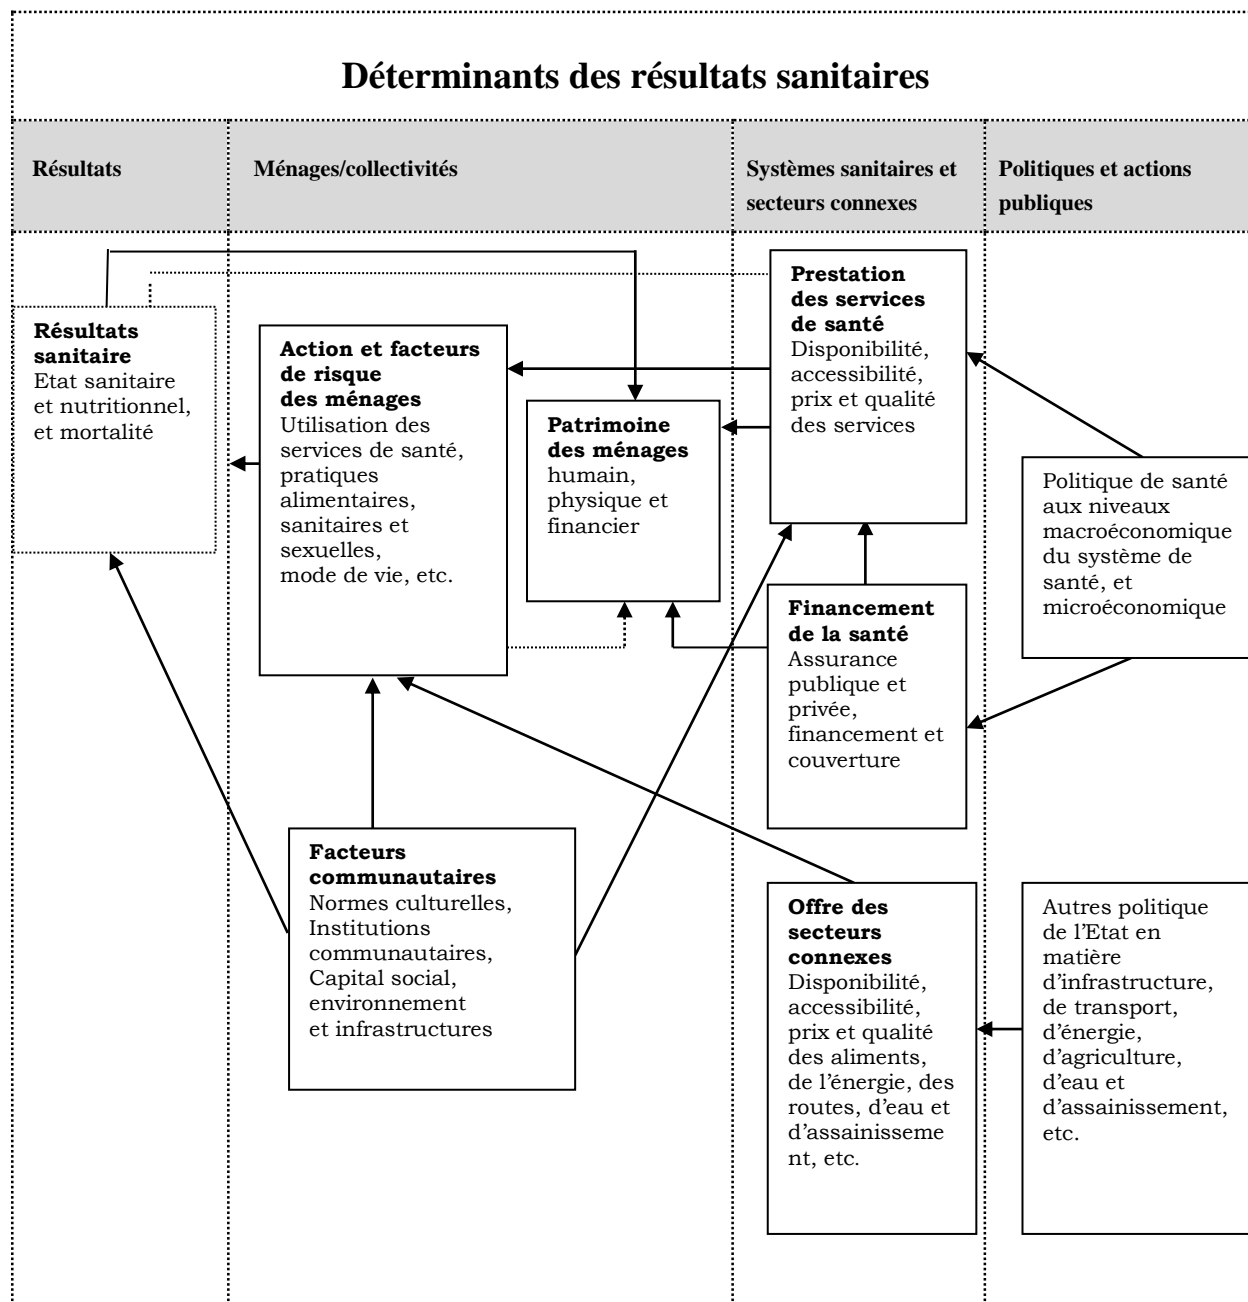 Déterminants des résultats sanitaires
Résultats
Ménages/collectivités
Systèmes sanitaires et
secteurs connexes
Politiques et actions
publiques
Résultats
sanitaire
Etat sanitaire
et nutritionnel,
et mortalité
Action et facteurs
de risque
des ménages
Utilisation des
services de santé,
pratiques
alimentaires,
sanitaires et
sexuelles,
mode de vie, etc.
Patrimoine
des ménages
humain,
physique et
financier
Prestation
des services
de santé
Disponibilité,
accessibilité,
prix et qualité
des services
Politique de santé
aux niveaux
macroéconomique
du système de
santé, et
microéconomique
Financement
de la santé
Assurance
publique et
privée,
financement et
couverture
Facteurs
communautaires
Normes culturelles,
Institutions
communautaires,
Capital social,
environnement
et infrastructures
Offre des
secteurs
connexes
Disponibilité,
accessibilité,
prix et qualité
des aliments,
de l’énergie, des
routes, d’eau et
d’assainisseme
nt, etc.
Autres politique
de l’Etat en
matière
d’infrastructure,
de transport,
d’énergie,
d’agriculture,
d’eau et
d’assainissement,
etc.